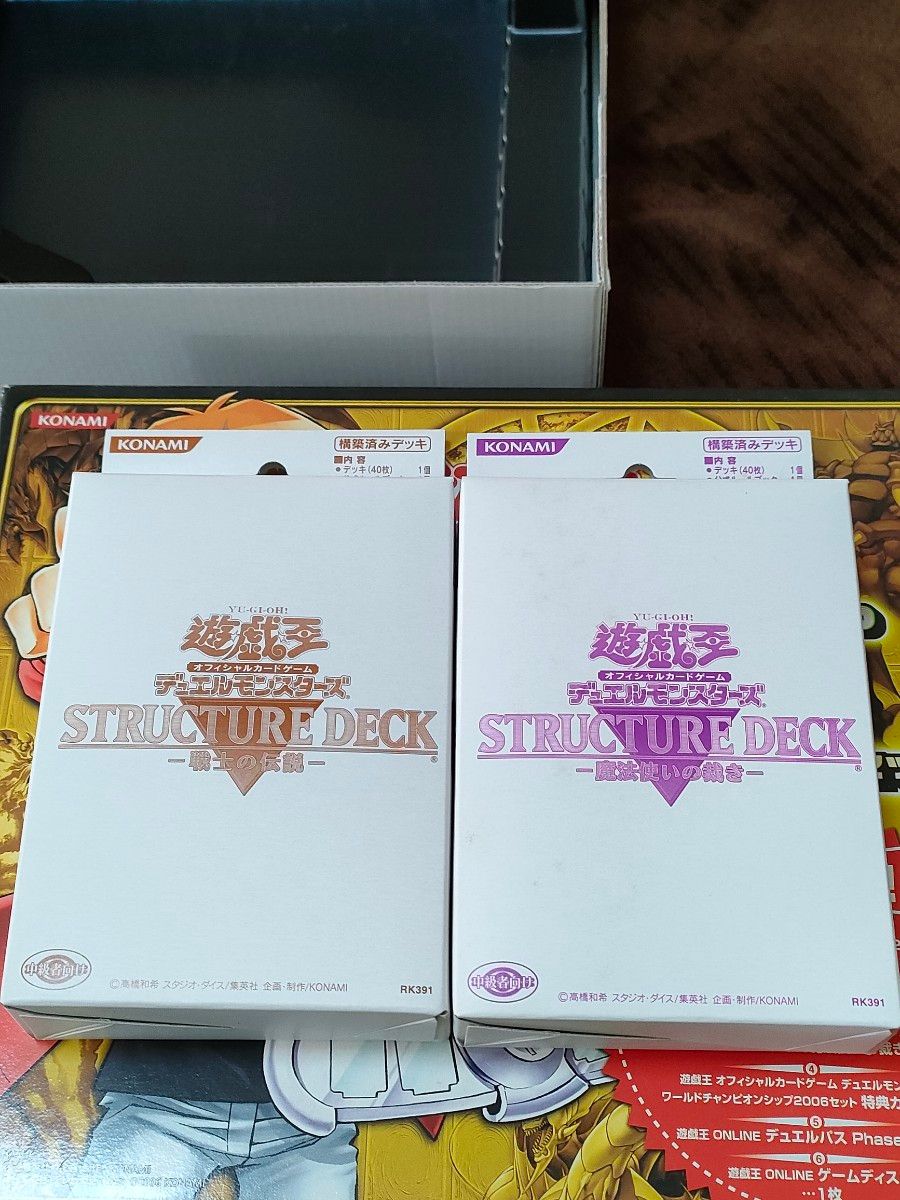 KONAMI
KONAMI
構築済みデッキ
■内 容
●デッキ(40枚) 1個
KONAMI
構築済みデッキ
■内 容
●デッキ(40枚) 1個
YU-GI-OH!
遊戯王
オフィシャルカードゲーム
デュエルモンスターズ
STRUCTURE DECK®
-戦士の伝説-
中級者向け
©高橋和希 スタジオ・ダイス/集英社 企画・制作/KONAMI
RK391
YU-GI-OH!
遊戯王
オフィシャルカードゲーム
デュエルモンスターズ
STRUCTURE DECK®
-魔法使いの裁き-
中級者向け
©高橋和希 スタジオ・ダイス/集英社 企画・制作/KONAMI
RK391
裁き
4
遊戯王 オフィシャルカードゲーム デュエルモン
ワールドチャンピオンシップ2006セット 特典カ
5
遊戯王 ONLINE デュエルパス Phase
6
遊戯王 ONLINE ゲームディス
…1枚